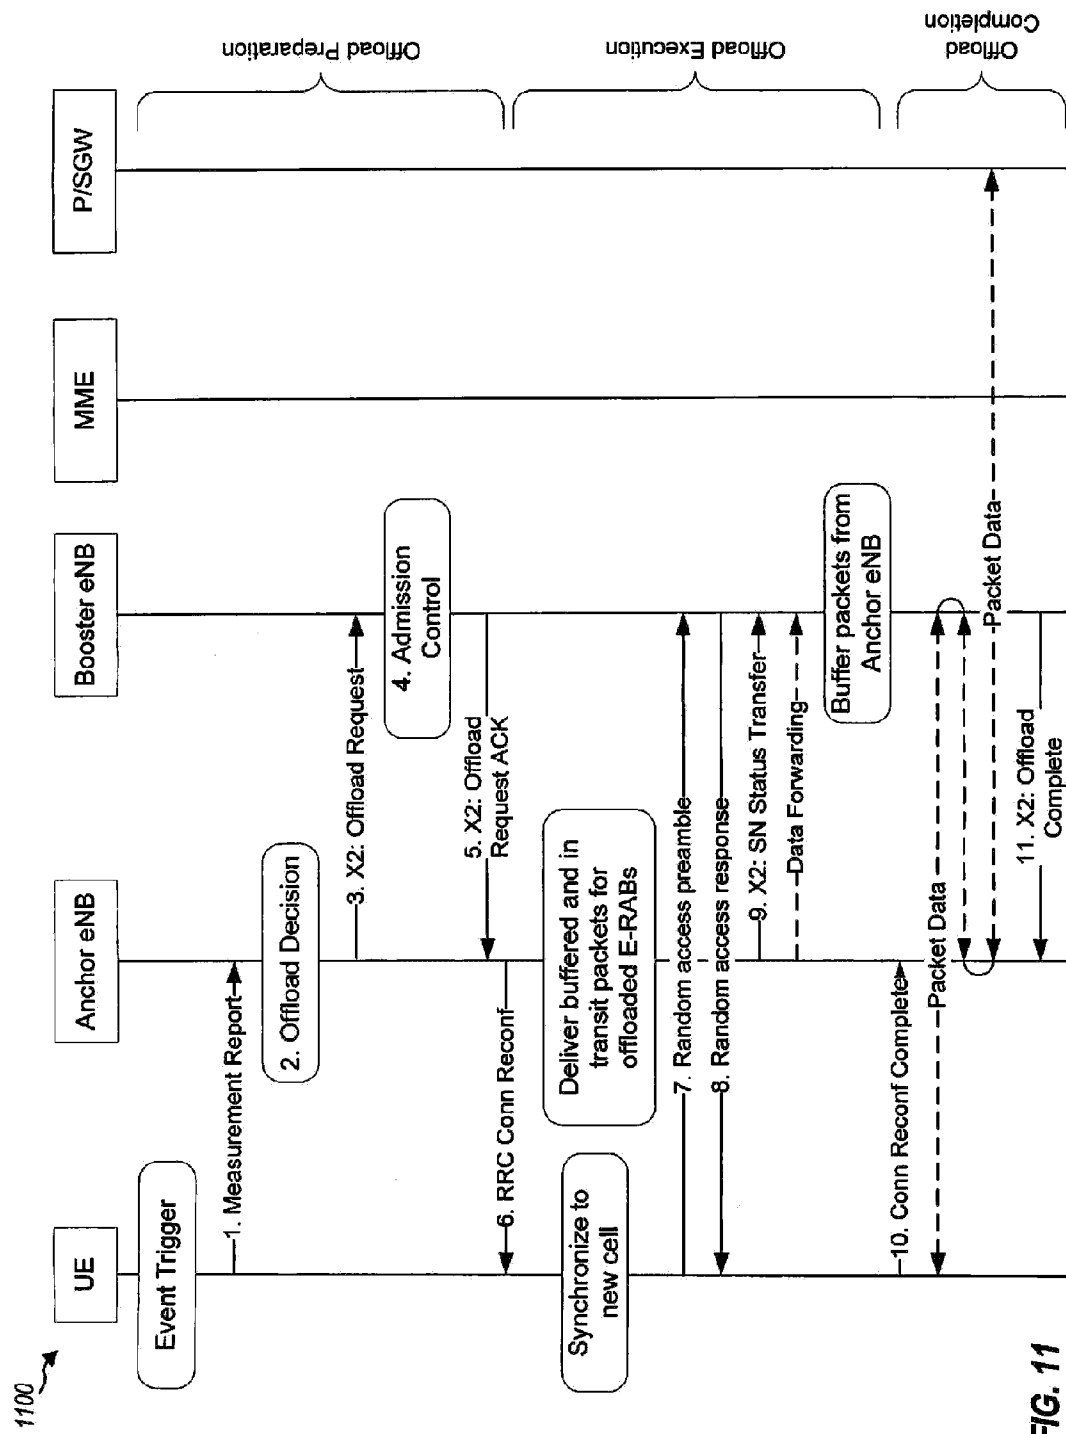 1100
UE
Anchor eNB
Booster eNB
MME
P/SGW
Event Trigger
1. Measurement Report
2. Offload Decision
3. X2: Offload Request
4. Admission
Control
5. X2: Offload
Request ACK
6. RRC Conn Reconf
Offload Preparation
Synchronize to
new cell
Deliver buffered and in
transit packets for
offloaded E-RABs
7. Random access preamble
8. Random access response
9. X2: SN Status Transfer
Data Forwarding
Buffer packets from
Anchor eNB
Offload Execution
10. Conn Reconf Complete
Packet Data
Packet Data
11. X2: Offload
Complete
Offload
Completion
FIG. 11